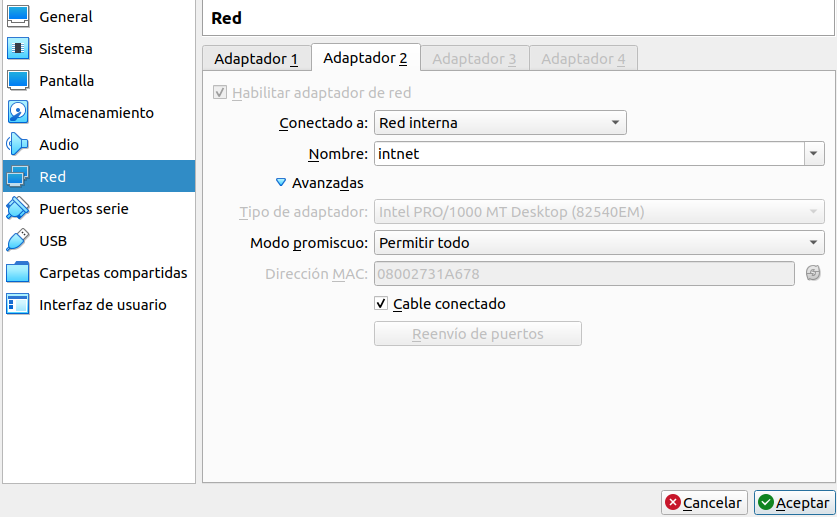 General
Sistema
Pantalla
Almacenamiento
Audio
Red
Puertos serie
USB
Carpetas compartidas
Interfaz de usuario
Red
Adaptador 1 Adaptador 2 Adaptador 3 Adaptador 4
Habilitar adaptador de red
Conectado a: Red interna
Nombre: intnet
Avanzadas
Tipo de adaptador: Intel PRO/1000 MT Desktop (82540EM)
Modo promiscuo: Permitir todo
Dirección MAC: 08002731A678
Cable conectado
Reenvío de puertos
Cancelar Aceptar